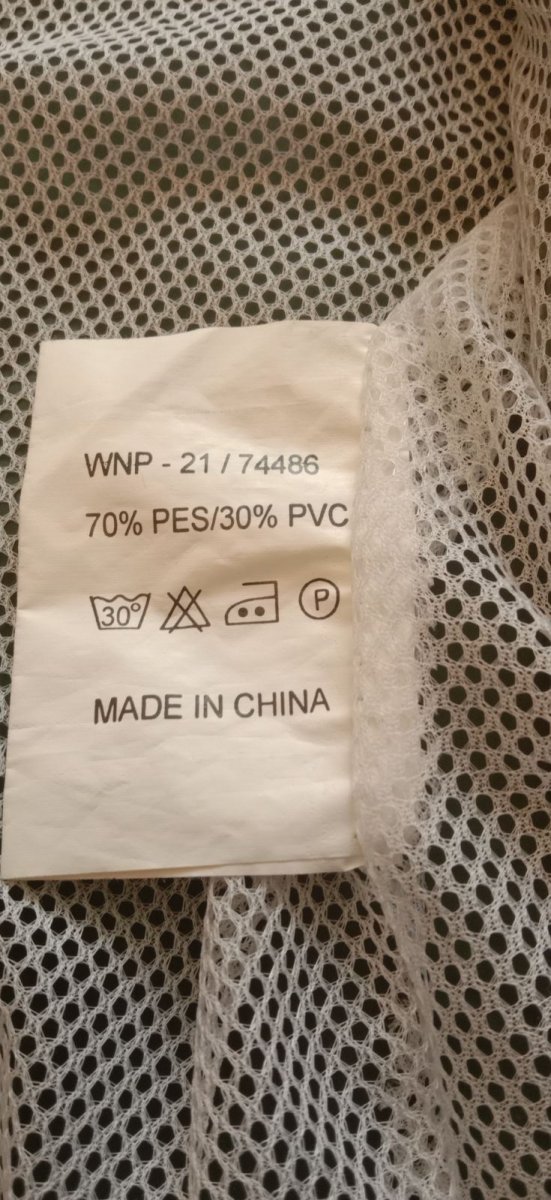 WNP - 21 / 74486
70% PES/30% PVC
30° P
MADE IN CHINA